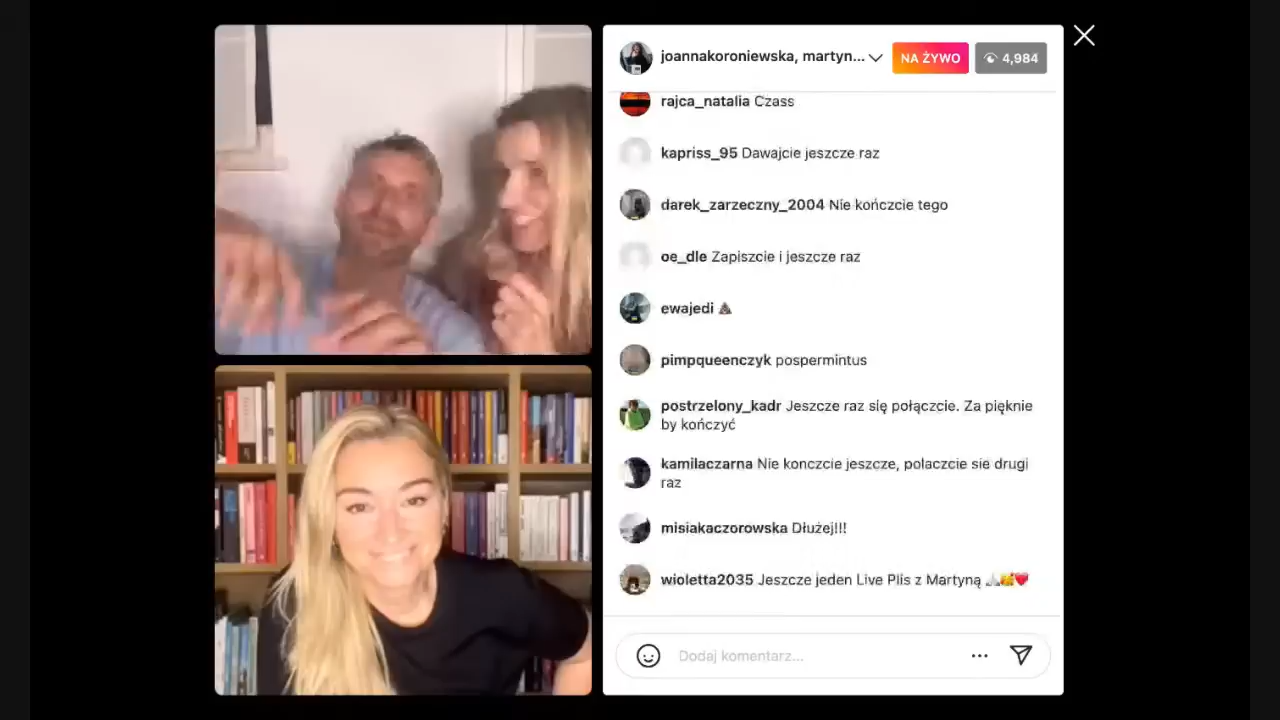 joannakoroniewska, martyn...
NA ŻYWO
4,984
rajca_natalia Czass
kapriss_95 Dawajcie jeszcze raz
darek_zarzeczny_2004 Nie kończcie tego
oe_dle Zapiszcie i jeszcze raz
ewajedi 💩
pimpqueenczyk pospermintus
postrzelony_kadr Jeszcze raz się połączcie. Za pięknie
by kończyć
kamilaczarna Nie konczcie jeszcze, polaczcie sie drugi
raz
misiakaczorowska Dłużej!!!
wioletta2035 Jeszcze jeden Live Plis z Martyną 🙏🥰❤️
Dodaj komentarz...